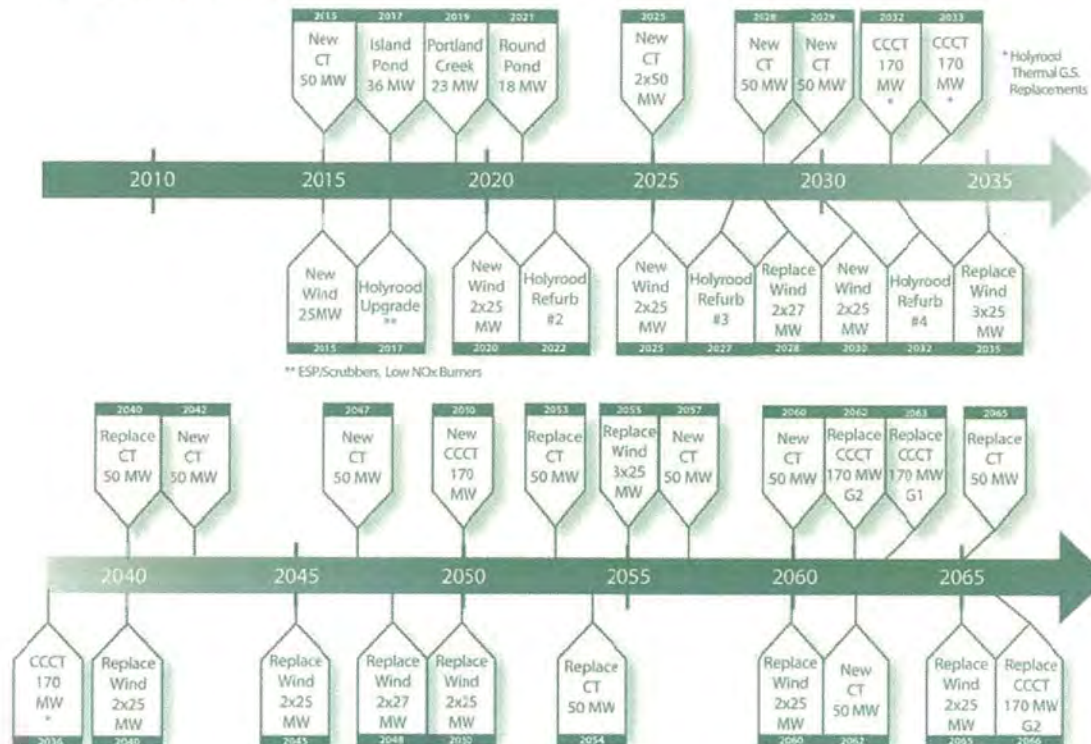 2015
New
CT
50 MW
2017
Island
Pond
36 MW
2019
Portland
Creek
23 MW
2021
Round
Pond
18 MW
2025
New
CT
2x50
MW
2028
New
CT
50 MW
2029
New
CT
50 MW
2032
CCCT
170
MW
*
2033
CCCT
170
MW
*
* Holyrood
Thermal G.S.
Replacements
2010
2015
2020
2025
2030
2035
New
Wind
25MW
2015
Holyrood
Upgrade
**
2017
New
Wind
2x25
MW
2020
Holyrood
Refurb
#2
2022
New
Wind
2x25
MW
2025
Holyrood
Refurb
#3
2027
Replace
Wind
2x27
MW
2028
New
Wind
2x25
MW
2030
Holyrood
Refurb
#4
2032
Replace
Wind
3x25
MW
2035
** ESP/Scrubbers, Low NOx Burners
2040
Replace
CT
50 MW
2042
New
CT
50 MW
2047
New
CT
50 MW
2050
New
CCCT
170
MW
2053
Replace
CT
50 MW
2055
Replace
Wind
3x25
MW
2057
New
CT
50 MW
2060
New
CT
50 MW
2062
Replace
CCCT
170 MW
G2
2063
Replace
CCCT
170 MW
G1
2065
Replace
CT
50 MW
2040
2045
2050
2055
2060
2065
CCCT
170
MW
*
2036
Replace
Wind
2x25
MW
2040
Replace
Wind
2x25
MW
2045
Replace
Wind
2x27
MW
2048
Replace
Wind
2x25
MW
2050
Replace
CT
50 MW
2054
Replace
Wind
2x25
MW
2060
New
CT
50 MW
2062
Replace
Wind
2x25
MW
2065
Replace
CCCT
170 MW
G2
2066